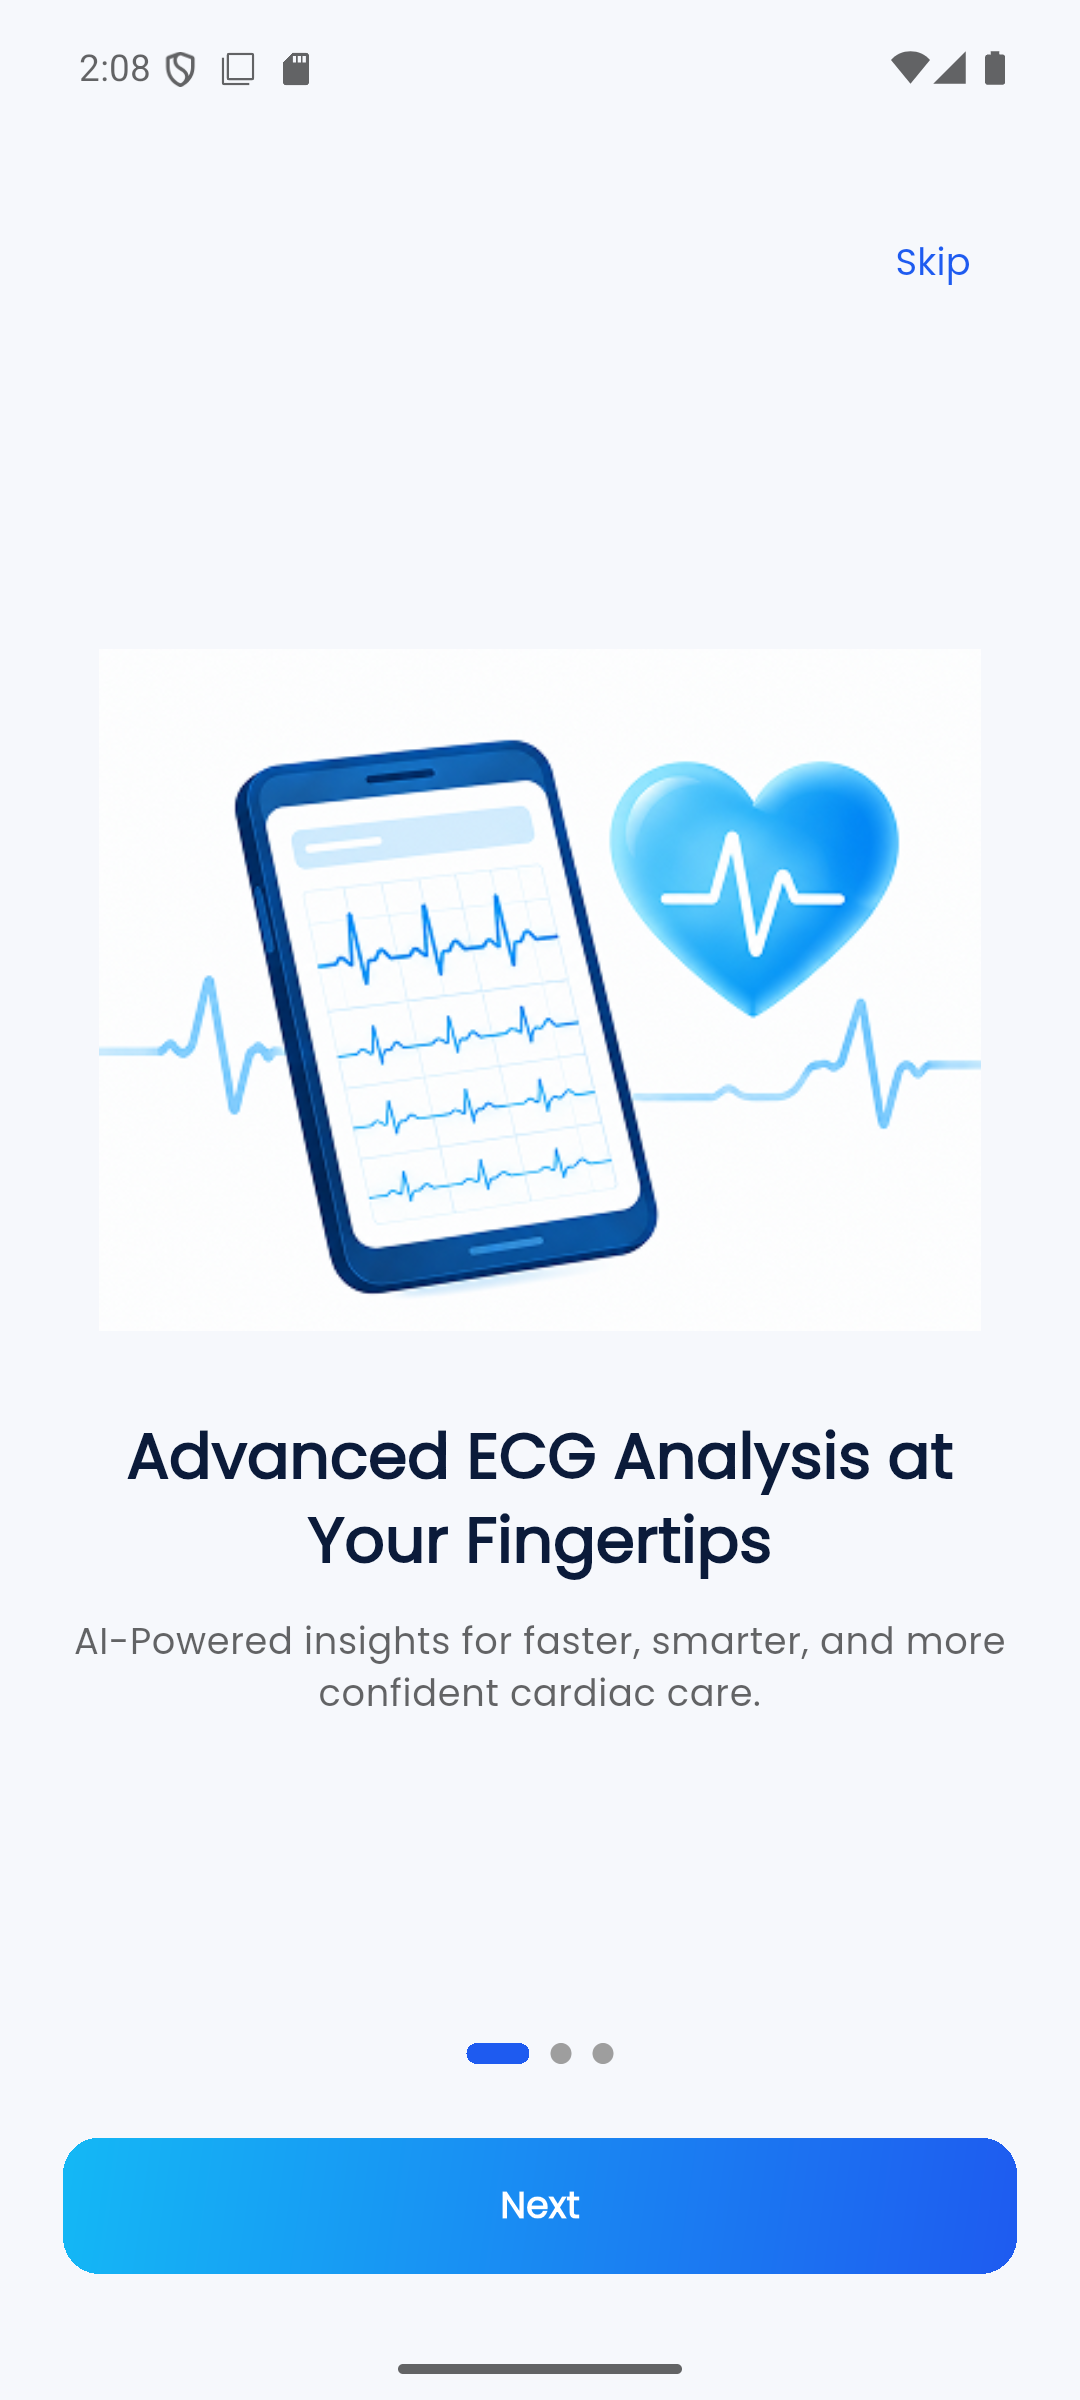 2:08
Skip
Advanced ECG Analysis at
Your Fingertips
AI-Powered insights for faster, smarter, and more
confident cardiac care.
Next